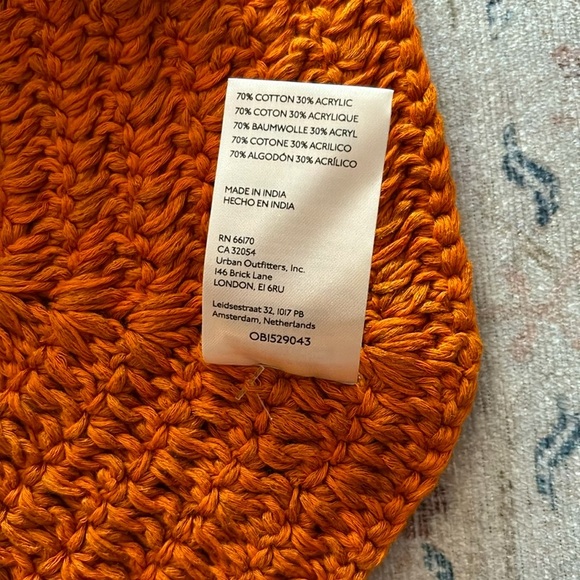 70% COTTON 30% ACRYLIC
70% COTON 30% ACRYLIQUE
70% BAUMWOLLE 30% ACRYL
70% COTONE 30% ACRILICO
70% ALGODÓN 30% ACRÍLICO
MADE IN INDIA
HECHO EN INDIA
RN 66170
CA 32054
Urban Outfitters, Inc.
146 Brick Lane
LONDON, E1 6RU
Leidsestraat 32, 1017 PB
Amsterdam, Netherlands
OB1529043